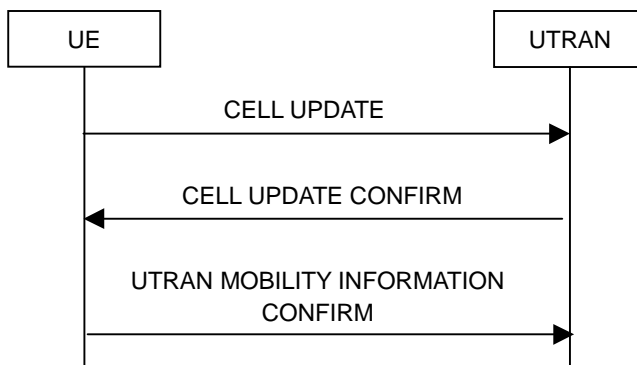 UE
UTRAN
CELL UPDATE
CELL UPDATE CONFIRM
UTRAN MOBILITY INFORMATION
CONFIRM